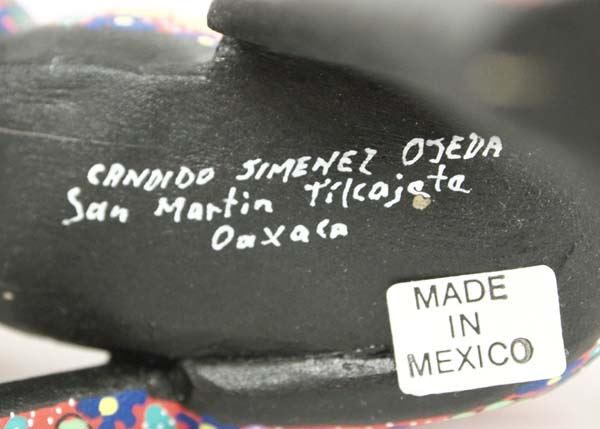 CANDIDO JIMENEZ OJEDA
San Martin Tilcajete
Oaxaca
MADE
IN
MEXICO